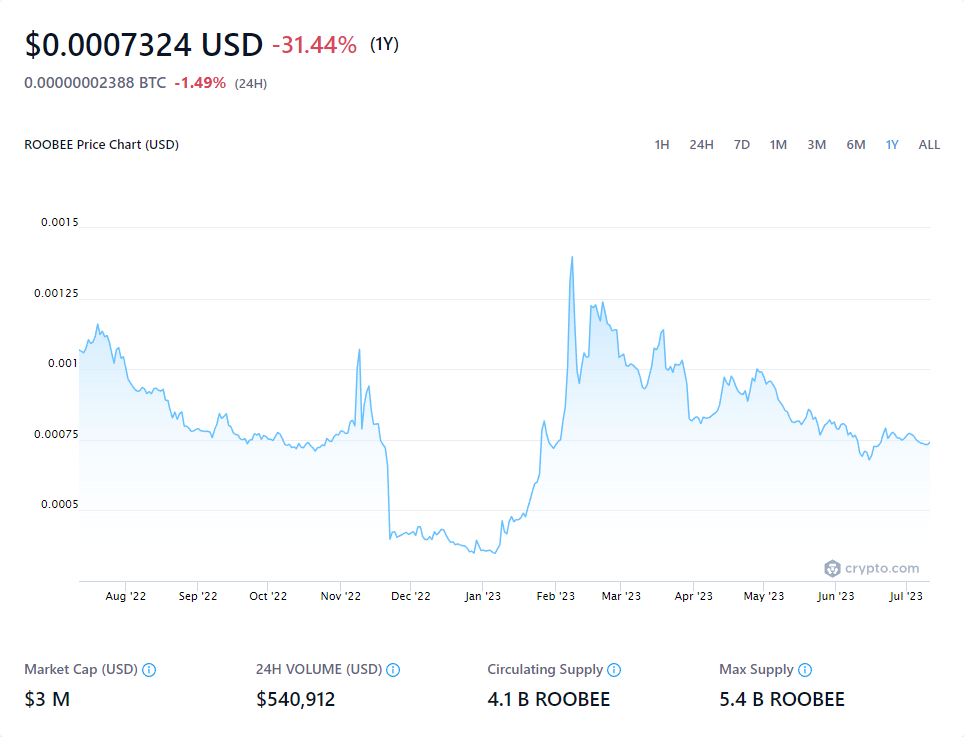 $0.0007324 USD -31.44% (1Y)
0.00000002388 BTC -1.49% (24H)
ROOBEE Price Chart (USD) 1H 24H 7D 1M 3M 6M 1Y ALL
0.0015
0.00125
0.001
0.00075
0.0005
crypto.com
Aug '22 Sep '22 Oct '22 Nov '22 Dec '22 Jan '23 Feb '23 Mar '23 Apr '23 May '23 Jun '23 Jul '23
Market Cap (USD) 24H VOLUME (USD) Circulating Supply Max Supply
$3 M $540,912 4.1 B ROOBEE 5.4 B ROOBEE